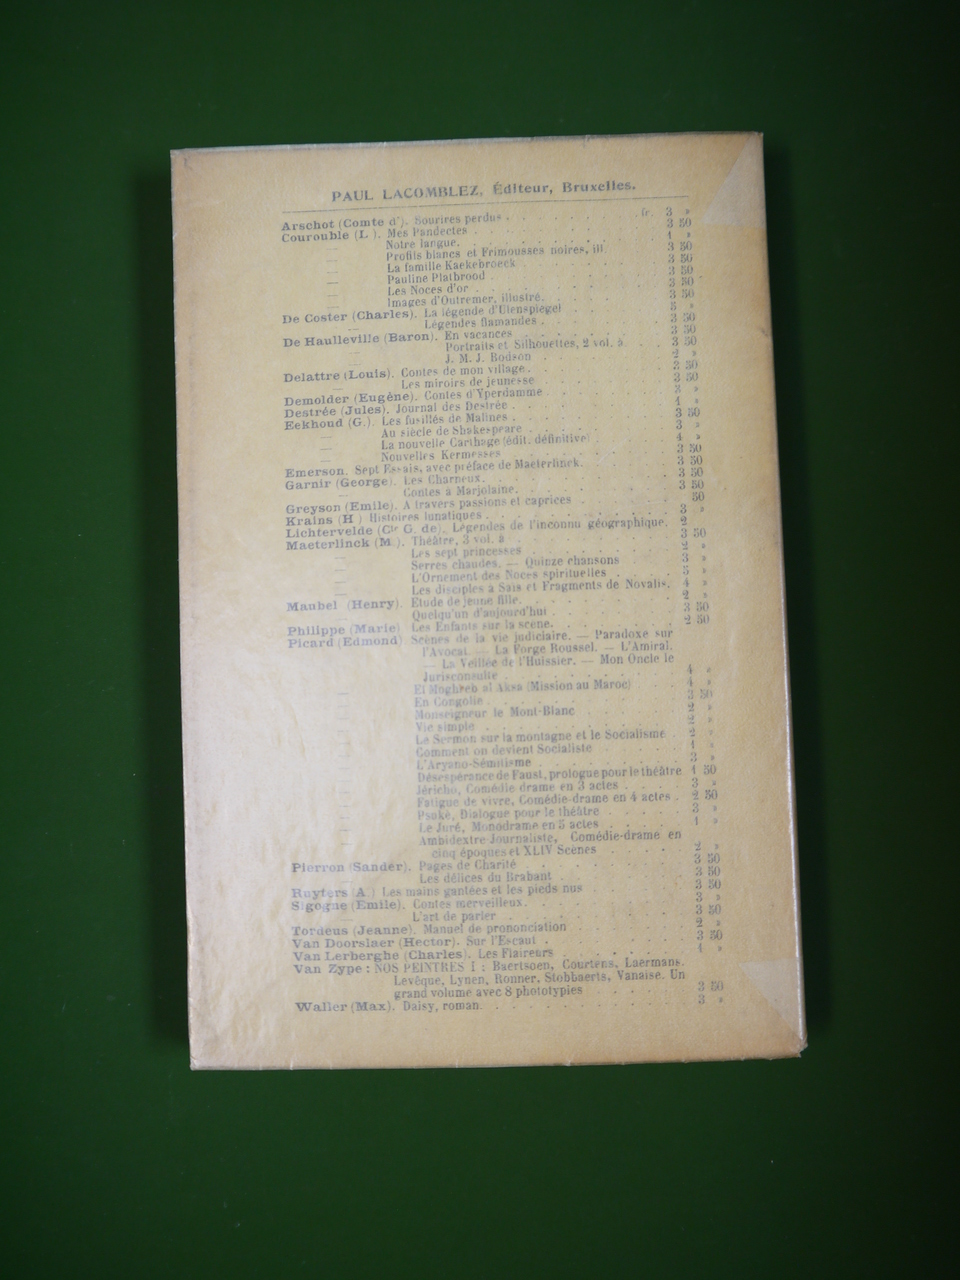 PAUL LACOMBLEZ, Éditeur, Bruxelles.
Arschot (Comte d'). Sourires perdus . . . . . . . . fr. 3 »
Courouble (L.). Mes Pandectes . . . . . . . . 3 50
— Notre langue. . . . . . . . 1 »
— Profils blancs et Frimousses noires, ill. 3 50
— La famille Kaekebroeck . . . . . . 3 50
— Pauline Platbrood . . . . . . . 3 50
— Les Noces d'or . . . . . . . 3 50
— Images d'Outremer, illustré. . . . . 3 50
De Coster (Charles). La légende d'Ulenspiegel . . . . 5 »
— Légendes flamandes . . . . . 3 50
De Haulleville (Baron). En vacances . . . . . . 3 50
— Portraits et Silhouettes, 2 vol. à . . 3 50
— J. M. J. Bodson . . . . . 2 »
Delattre (Louis). Contes de mon village. . . . . . 3 50
— Les miroirs de jeunesse . . . . . 3 50
Demolder (Eugène). Contes d'Yperdamme . . . . . 3 »
Destrée (Jules). Journal des Destrée . . . . . . 1 »
Eekhoud (G.). Les fusillés de Malines . . . . . . 3 50
— Au siècle de Shakespeare . . . . . 3 »
— La nouvelle Carthage (édit. définitive) . . . 4 »
— Nouvelles Kermesses . . . . . . 3 50
Emerson. Sept Essais, avec préface de Maeterlinck. . . . 3 50
Garnir (George). Les Charneux. . . . . . . 3 50
— Contes à Marjolaine. . . . . . 3 50
Greyson (Emile). A travers passions et caprices . . . . 50
Krains (H.) Histoires lunatiques . . . . . . . 3 »
Lichtervelde (Cte G. de). Légendes de l'inconnu géographique. 2
Maeterlinck (M.). Théâtre, 3 vol. à . . . . . . 3 50
— Les sept princesses . . . . . . 2 »
— Serres chaudes. — Quinze chansons . . . 3 »
— L'Ornement des Noces spirituelles . . . . 5 »
— Les disciples à Saïs et Fragments de Novalis. 4 »
Maubel (Henry). Etude de jeune fille. . . . . . . 2 »
— Quelqu'un d'aujourd'hui . . . . . 3 50
Philippe (Marie) Les Enfants sur la scène. . . . . . 2 50
Picard (Edmond) Scènes de la vie judiciaire. — Paradoxe sur
l'Avocat — La Forge Roussel. — L'Amiral.
— La Veillée de l'Huissier. — Mon Oncle le
Jurisconsulte . . . . . . . 4 »
— El Moghreb al Aksa (Mission au Maroc) . . 4 »
— En Congolie . . . . . . . 3 50
— Monseigneur le Mont-Blanc . . . . . 2 »
— Vie simple . . . . . . . 2 »
— Le Sermon sur la montagne et le Socialisme . 2 »
— Comment on devient Socialiste . . . . 1 »
— L'Aryano-Sémitisme . . . . . . 3 »
— Désespérance de Faust, prologue pour le théâtre 1 50
— Jéricho, Comédie drame en 3 actes . . . 3 »
— Fatigue de vivre, Comédie-drame en 4 actes . 2 50
— Psukè, Dialogue pour le théâtre . . . . 3 »
— Le Juré, Monodrame en 5 actes . . . . 1 »
— Ambidextre Journaliste, Comédie-drame en
cinq époques et XLIV Scènes . . . . 2 »
Pierron (Sander). Pages de Charité . . . . . . 3 50
— Les délices du Brabant . . . . . 3 50
Ruyters A.) Les mains gantées et les pieds nus . . . . 3 50
Sigogne (Emile). Contes merveilleux. . . . . . . 3 »
— L'art de parler . . . . . . 3 50
Tordeus (Jeanne). Manuel de prononciation . . . . . 2 »
Van Doorslaer (Hector). Sur l'Escaut . . . . . . 3 50
Van Lerberghe (Charles). Les Flaireurs . . . . . 1 »
Van Zype : NOS PEINTRES I : Baertsoen, Courtens, Laermans,
Levêque, Lynen, Ronner, Stobbaerts, Vanaise. Un
grand volume avec 8 phototypies . . . . . 3 50
Waller (Max). Daisy, roman. . . . . . . . 3 »